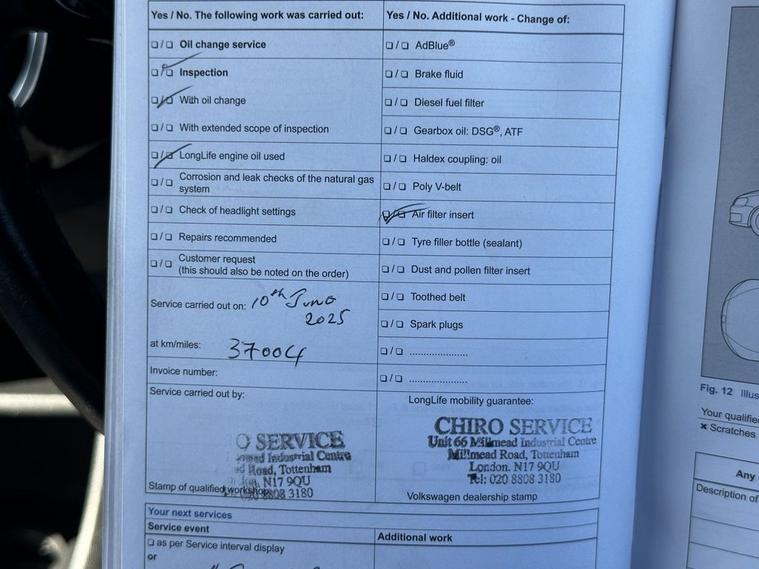 Yes / No. The following work was carried out:
☐ / ☐ Oil change service
☐ / ☐ Inspection
☐ / ☐ With oil change
☐ / ☐ With extended scope of inspection
☐ / ☐ LongLife engine oil used
☐ / ☐ Corrosion and leak checks of the natural gas
system
☐ / ☐ Check of headlight settings
☐ / ☐ Repairs recommended
☐ / ☐ Customer request
(this should also be noted on the order)
Service carried out on: 10th June
2025
at km/miles: 37004
Invoice number:
Service carried out by:
O SERVICE
mead Industrial Centre
Road, Tottenham
N17 9QU
Stamp of qualified workshop 8808 3180
Yes / No. Additional work - Change of:
☐ / ☐ AdBlue®
☐ / ☐ Brake fluid
☐ / ☐ Diesel fuel filter
☐ / ☐ Gearbox oil: DSG®, ATF
☐ / ☐ Haldex coupling: oil
☐ / ☐ Poly V-belt
☐ / ☐ Air filter insert
☐ / ☐ Tyre filler bottle (sealant)
☐ / ☐ Dust and pollen filter insert
☐ / ☐ Toothed belt
☐ / ☐ Spark plugs
☐ / ☐ ....................
☐ / ☐ ....................
LongLife mobility guarantee:
CHIRO SERVICE
Unit 66 Millmead Industrial Centre
Millmead Road, Tottenham
London. N17 9QU
Tel: 020 8808 3180
Volkswagen dealership stamp
Your next services
Service event
☐ as per Service interval display
or
Additional work
Fig. 12
Your
× Scratches
Any
Description of